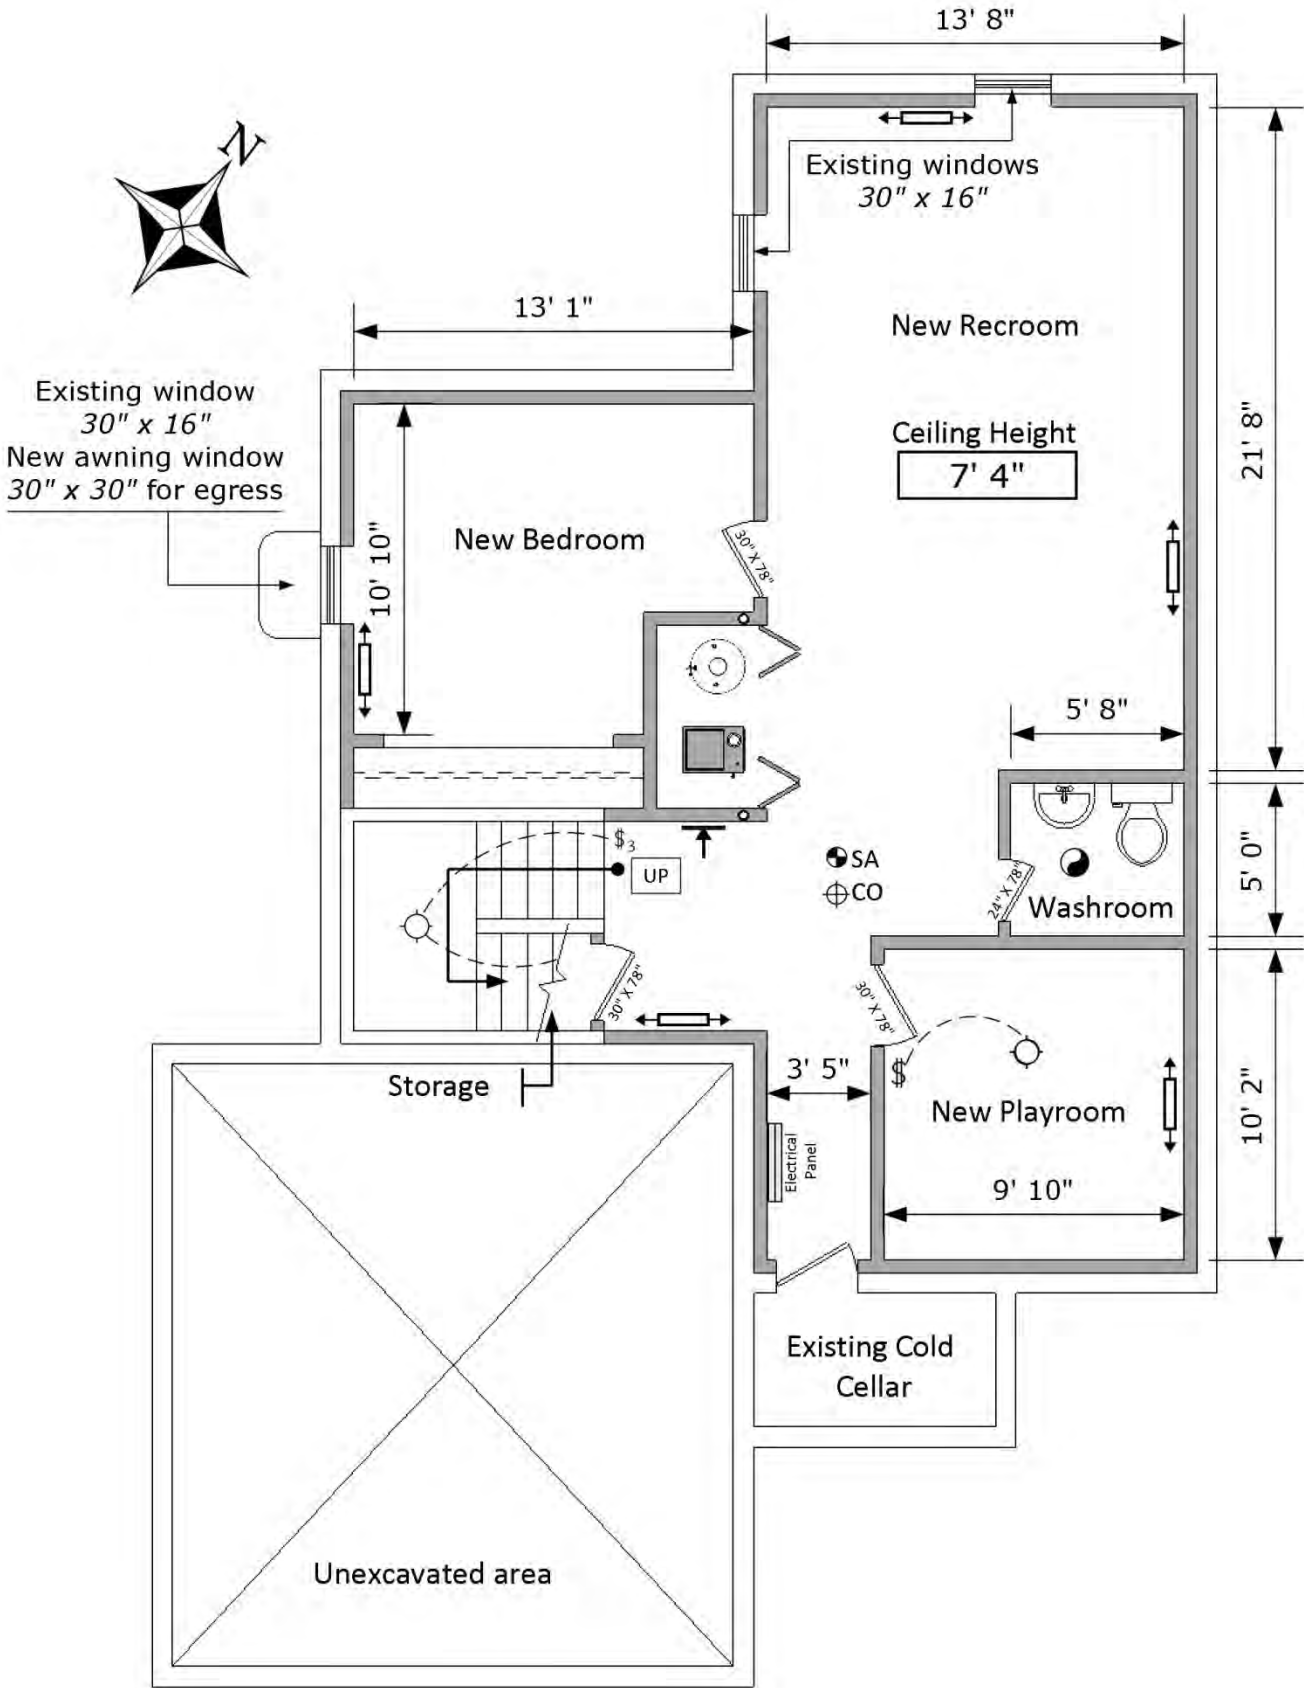 13' 8"
N
Existing windows
30" x 16"
13' 1"
New Recroom
Existing window
30" x 16"
New awning window
30" x 30" for egress
Ceiling Height
7' 4"
21' 8"
New Bedroom
30" X 78"
10' 10"
5' 8"
$3
UP
SA
CO
24" X 78"
Washroom
5' 0"
30" X 78"
30" X 78"
Storage
3' 5"
$
New Playroom
10' 2"
Electrical
Panel
9' 10"
Existing Cold
Cellar
Unexcavated area